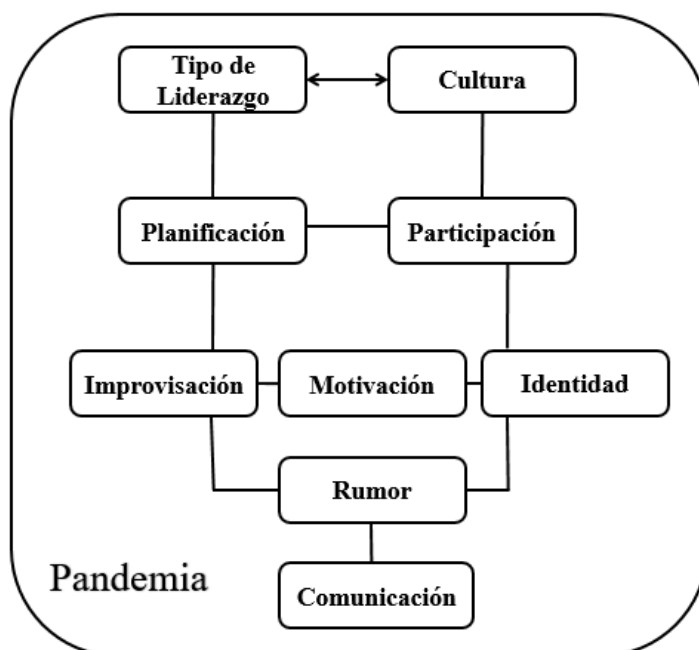 Tipo de
Liderazgo
Cultura
Planificación
Participación
Improvisación
Motivación
Identidad
Rumor
Pandemia
Comunicación